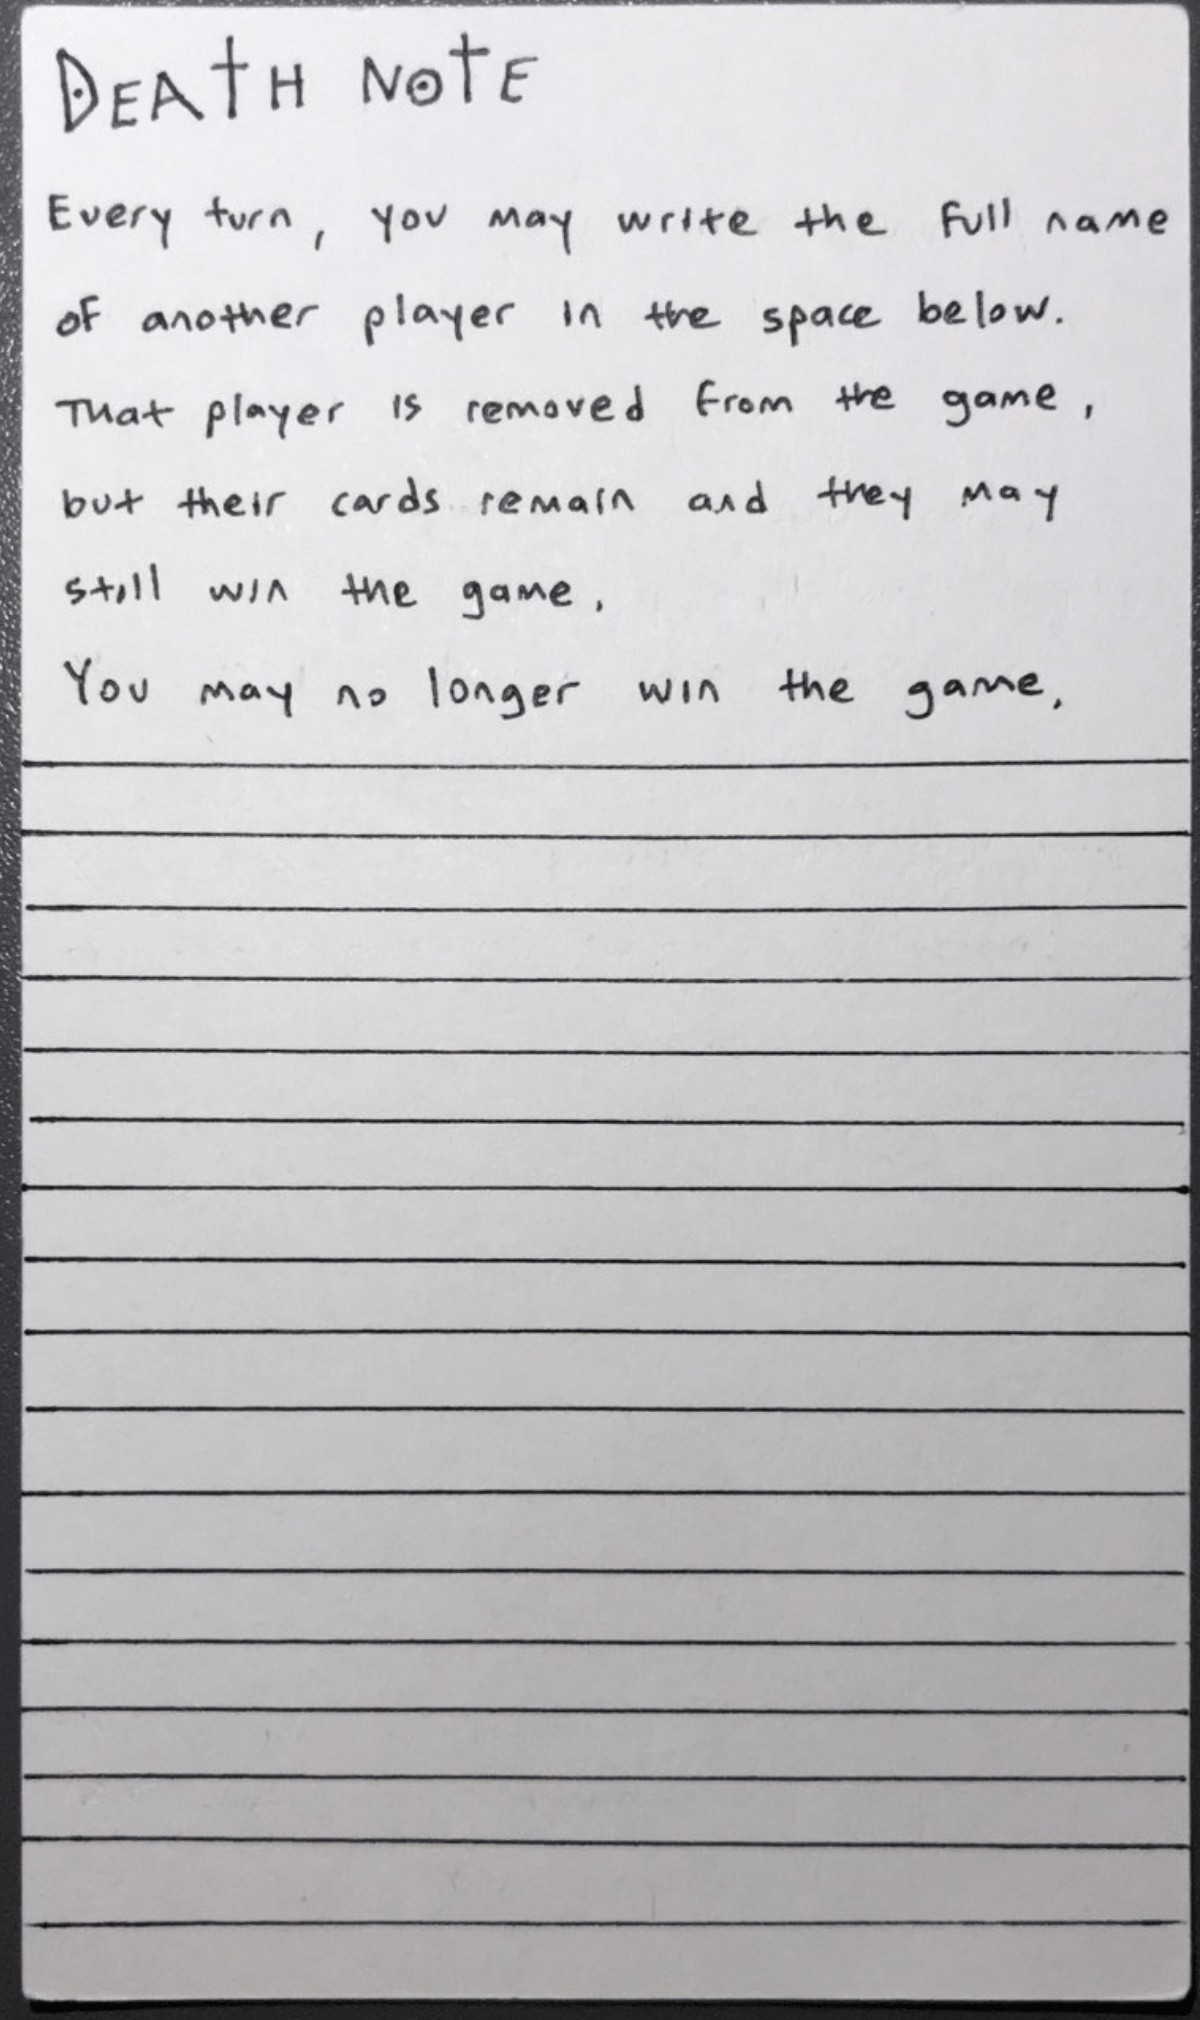 DEATH NOTE
Every turn, you may write the full name
of another player in the space below.
That player is removed from the game,
but their cards remain and they may
still win the game.
You may no longer win the game.